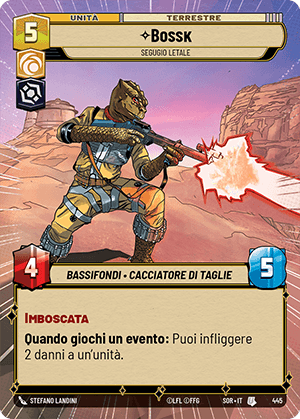 5
UNITÀ
TERRESTRE
✧BOSSK
SEGUGIO LETALE
4
BASSIFONDI • CACCIATORE DI TAGLIE
5
IMBOSCATA
Quando giochi un evento: Puoi infliggere
2 danni a un'unità.
STEFANO LANDINI
©LFL ©FFG
SOR • IT
445